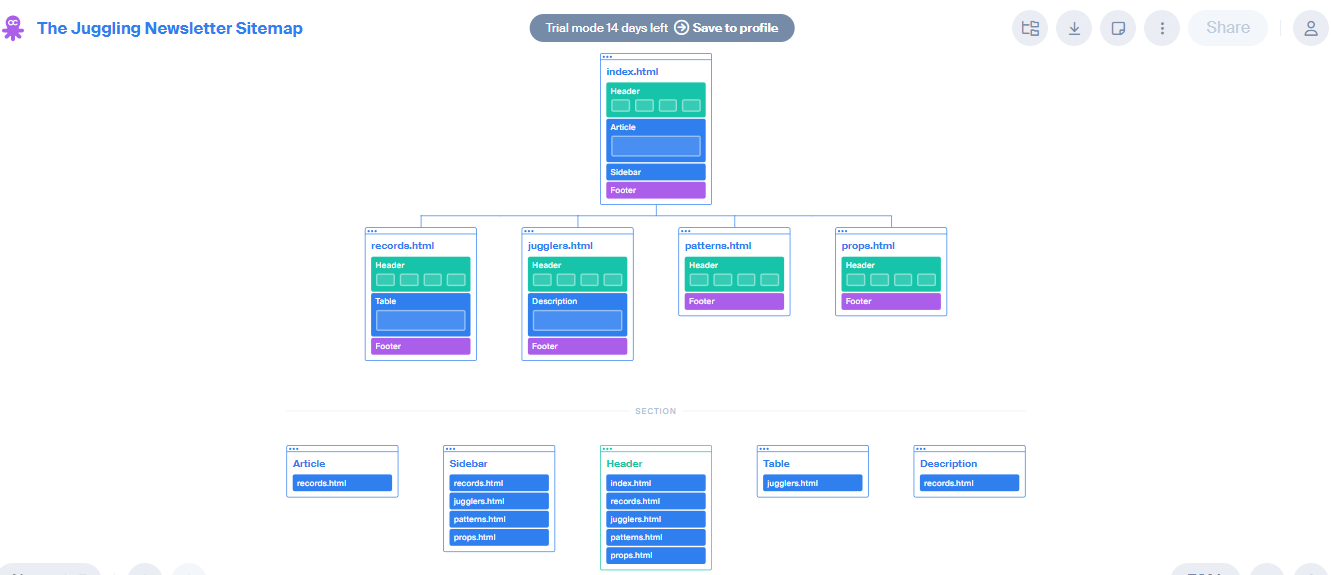 The Juggling Newsletter Sitemap
Trial mode 14 days left Save to profile
Share
index.html
Header
Article
Sidebar
Footer
records.html
Header
Table
Footer
jugglers.html
Header
Description
Footer
patterns.html
Header
Footer
props.html
Header
Footer
SECTION
Article
records.html
Sidebar
records.html
jugglers.html
patterns.html
props.html
Header
index.html
records.html
jugglers.html
patterns.html
props.html
Table
jugglers.html
Description
records.html